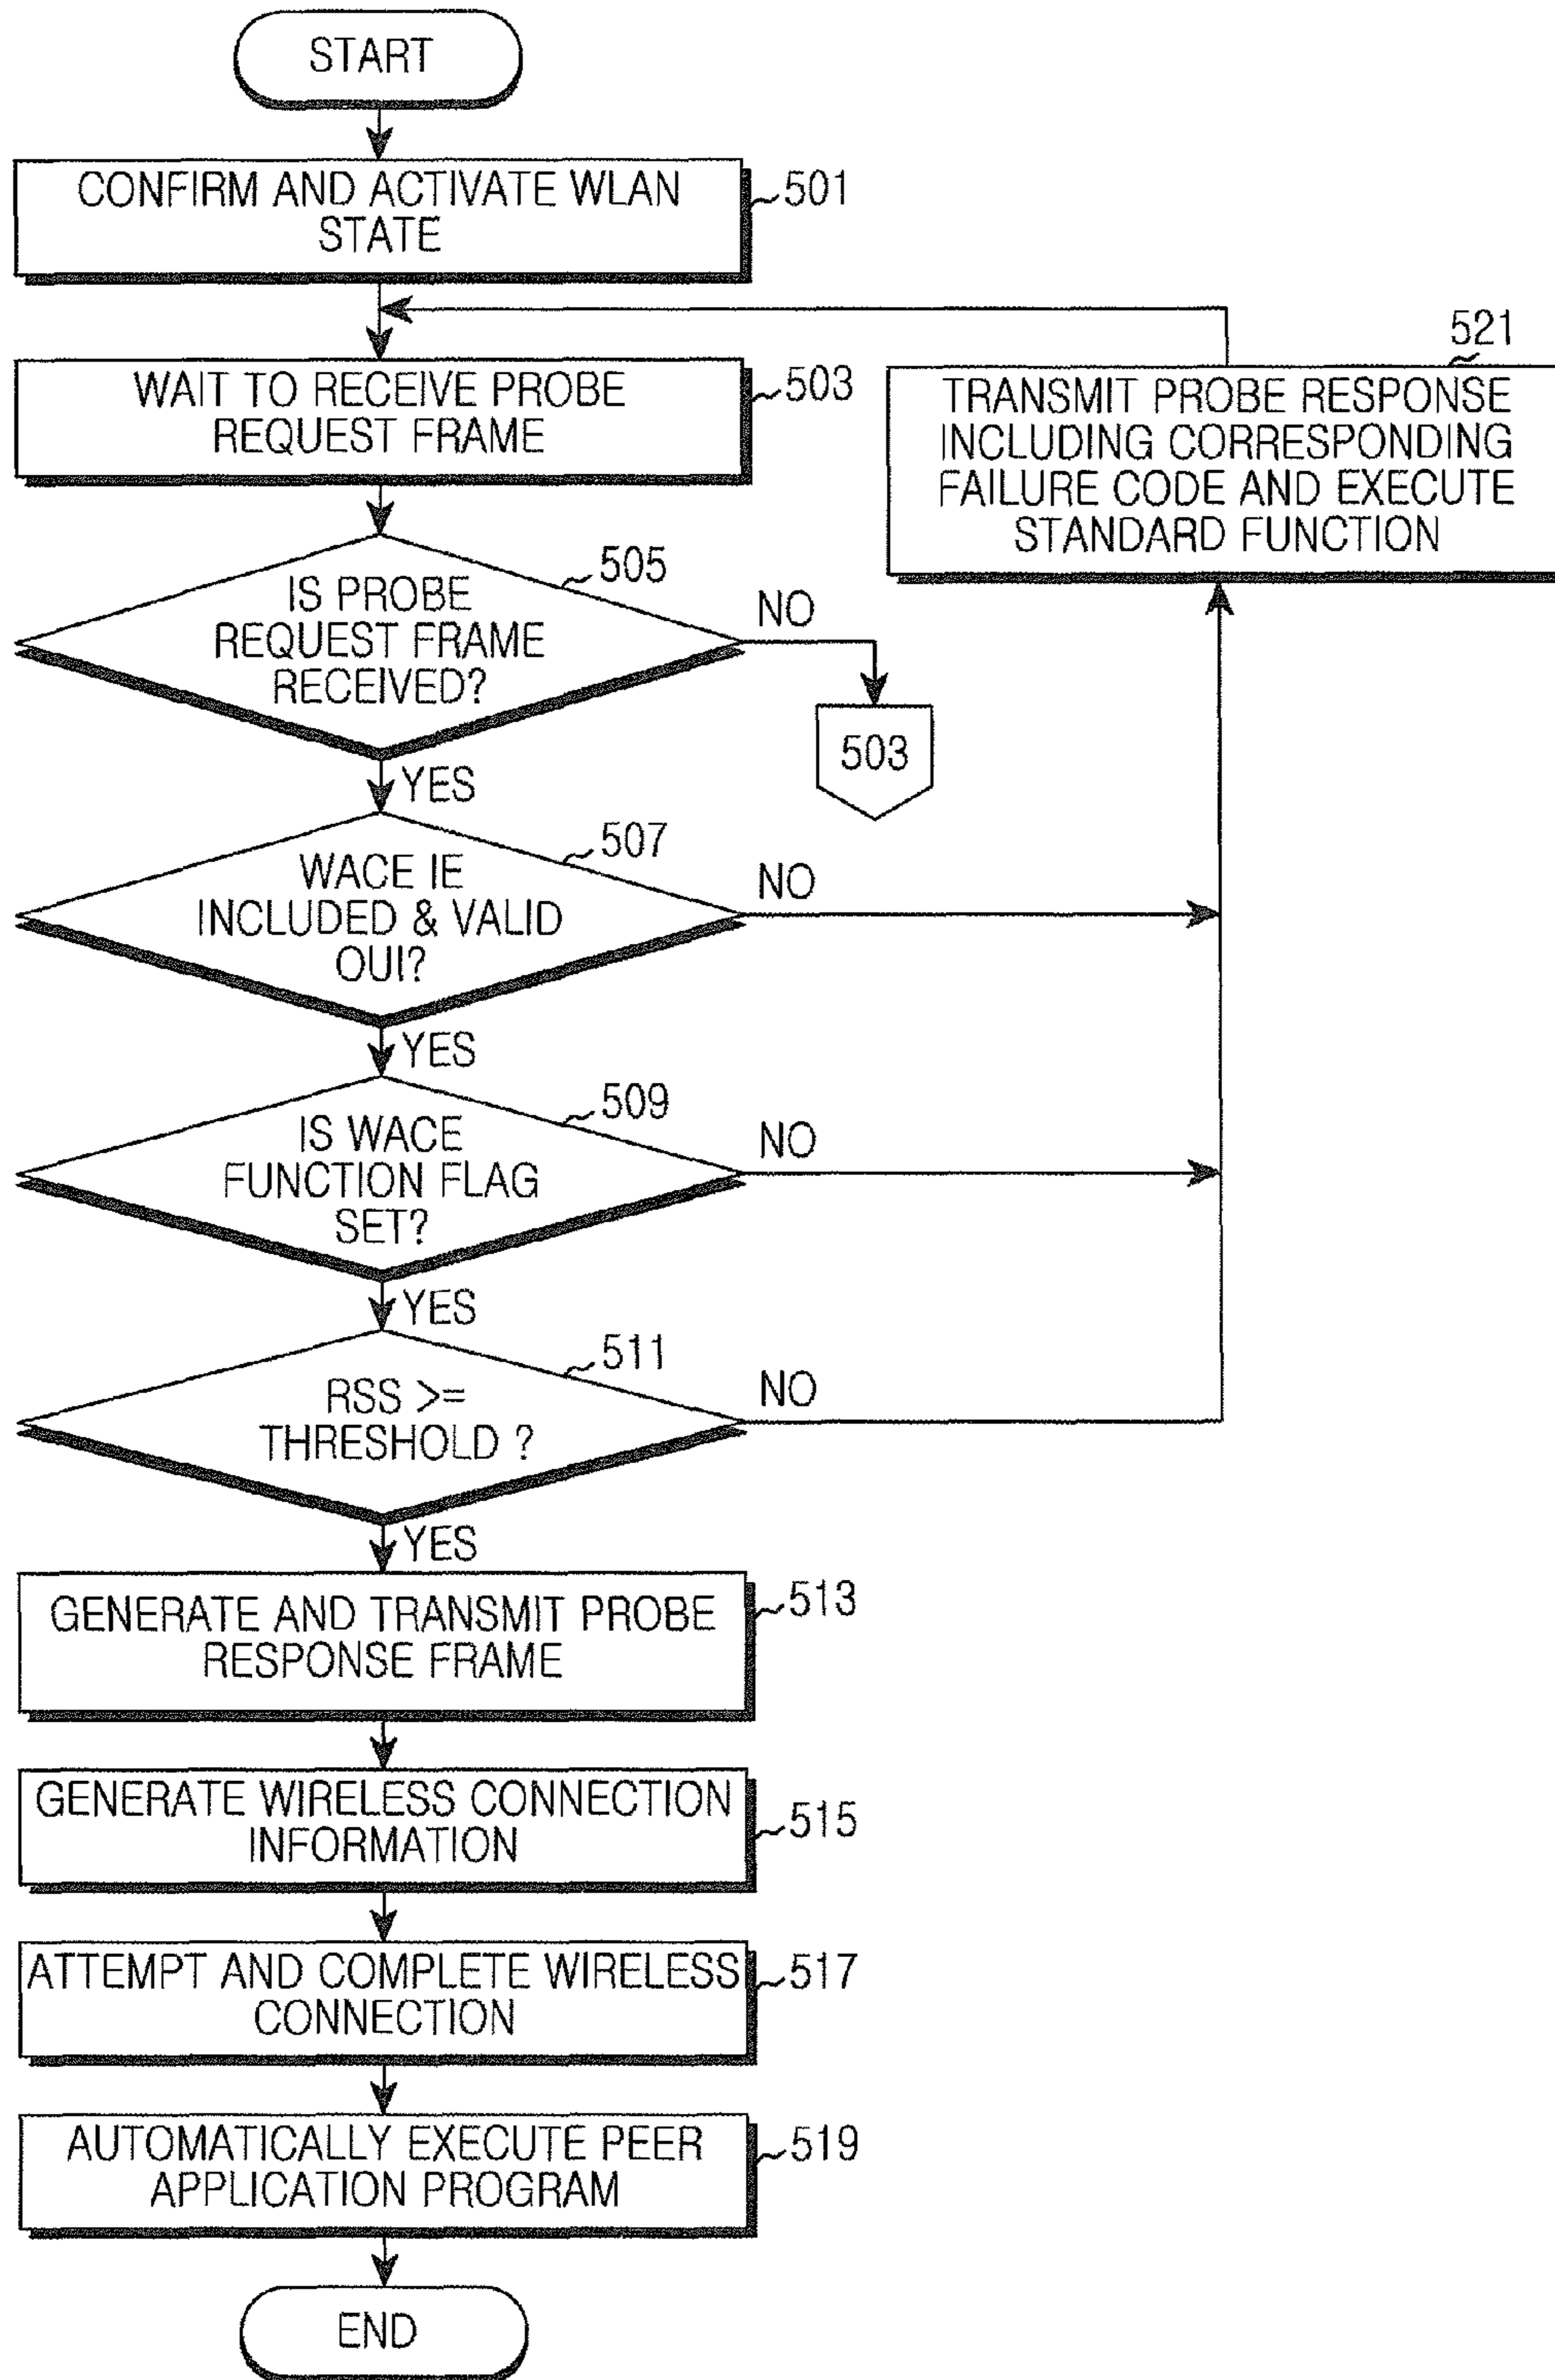 START
CONFIRM AND ACTIVATE WLAN
STATE
501
WAIT TO RECEIVE PROBE
REQUEST FRAME
503
521
TRANSMIT PROBE RESPONSE
INCLUDING CORRESPONDING
FAILURE CODE AND EXECUTE
STANDARD FUNCTION
IS PROBE
REQUEST FRAME
RECEIVED?
505
NO
503
YES
WACE IE
INCLUDED & VALID
OUI?
507
NO
YES
IS WACE
FUNCTION FLAG
SET?
509
NO
YES
RSS >=
THRESHOLD ?
511
NO
YES
GENERATE AND TRANSMIT PROBE
RESPONSE FRAME
513
GENERATE WIRELESS CONNECTION
INFORMATION
515
ATTEMPT AND COMPLETE WIRELESS
CONNECTION
517
AUTOMATICALLY EXECUTE PEER
APPLICATION PROGRAM
519
END